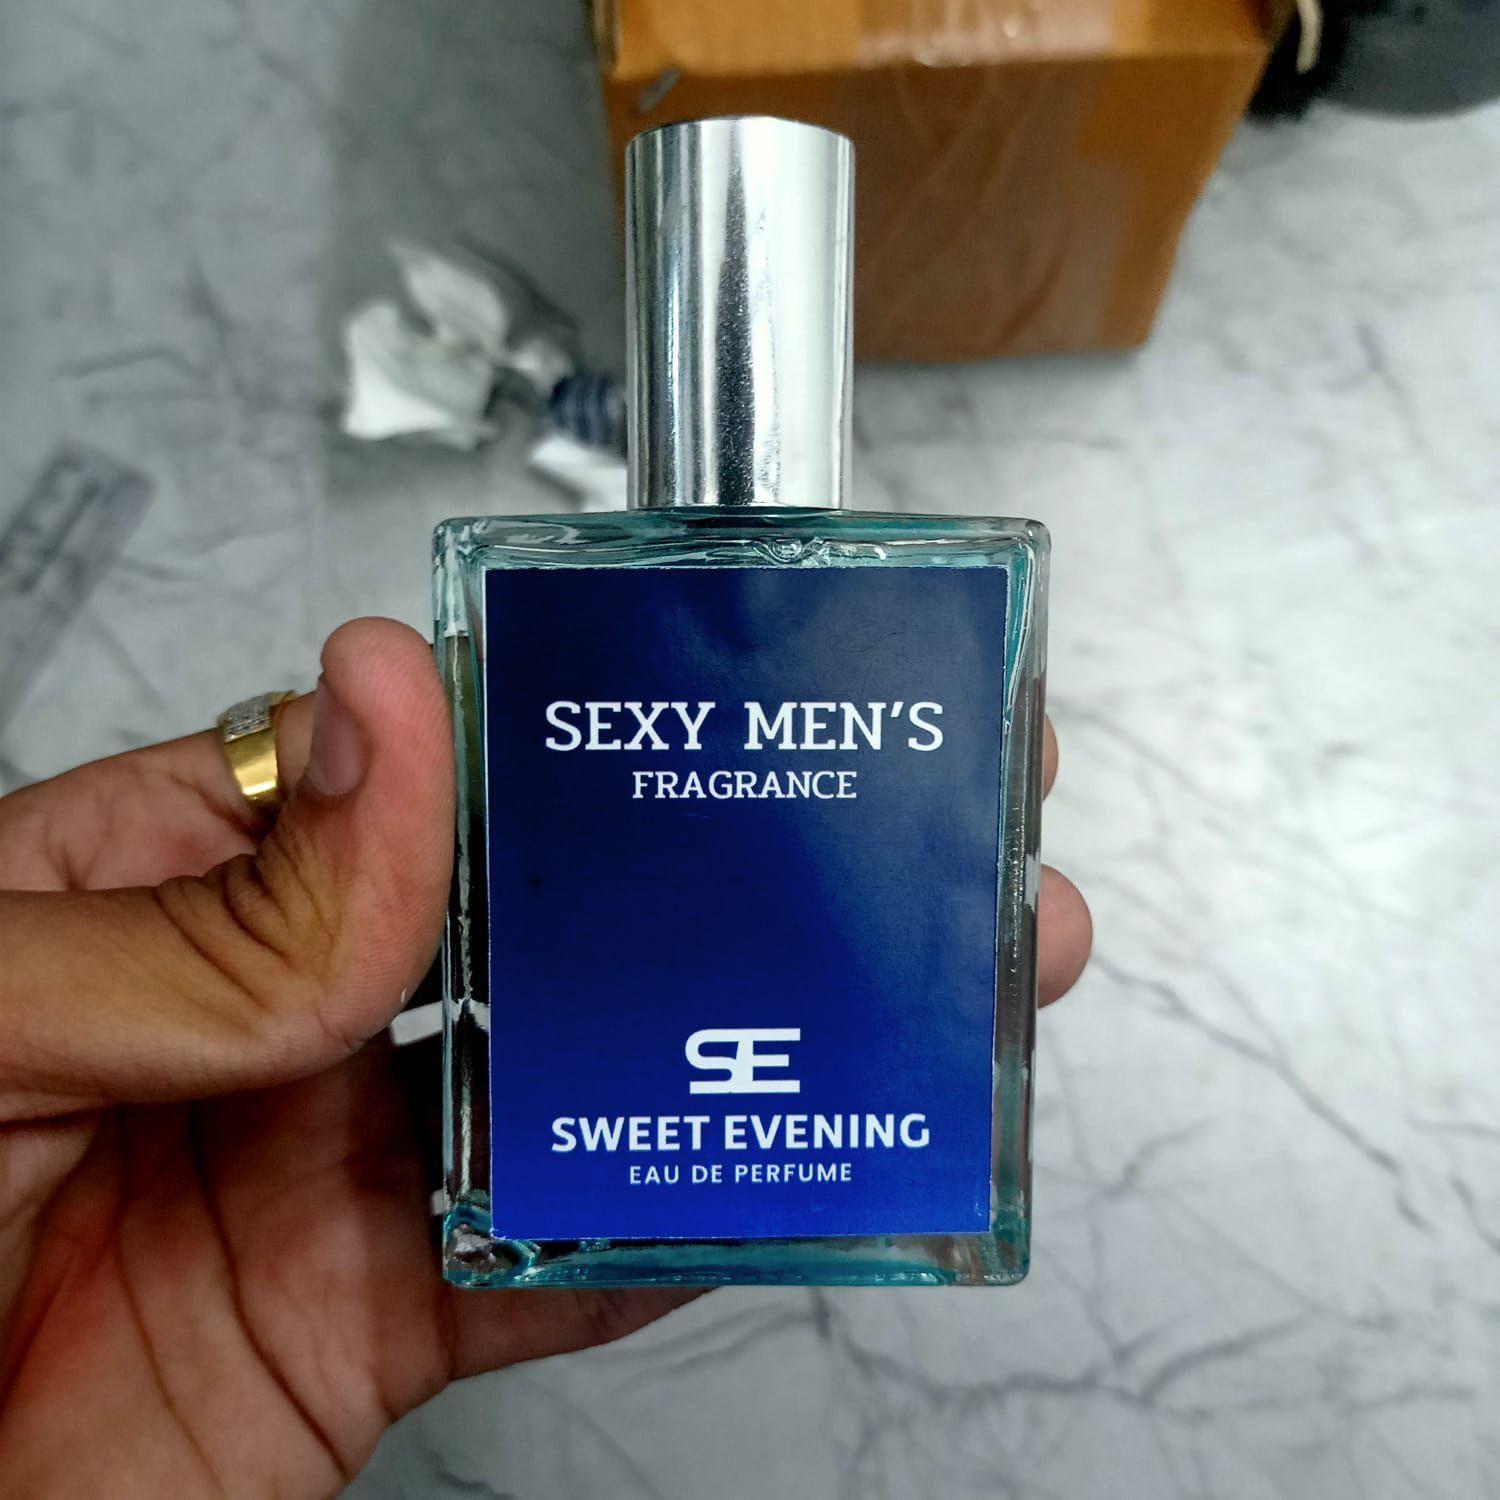 SEXY MEN'S
FRAGRANCE
SE
SWEET EVENING
EAU DE PERFUME